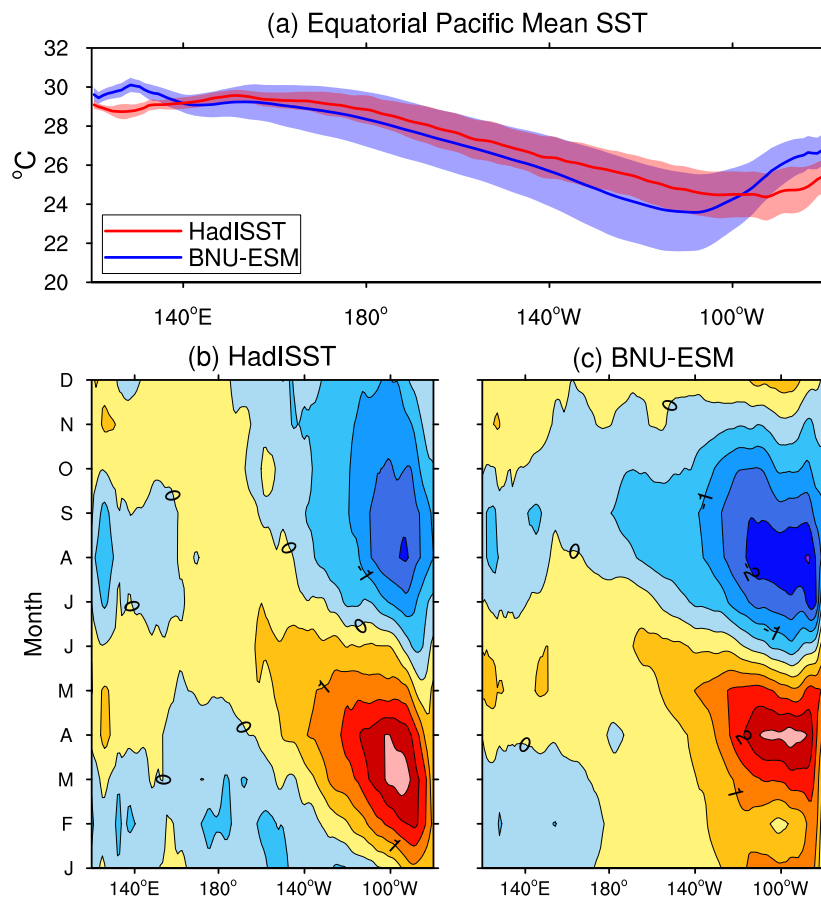 (a) Equatorial Pacific Mean SST
32
30
28
26
24
22
20
°C
HadISST
BNU-ESM
140°E 180° 140°W 100°W
(b) HadISST (c) BNU-ESM
Month
D
N
O
S
A
J
J
M
A
M
F
J
0
0
0
0
0
0
-1
1
1
0
0
0
-1
-2
-1
2
1
140°E 180° 140°W 100°W
140°E 180° 140°W 100°W